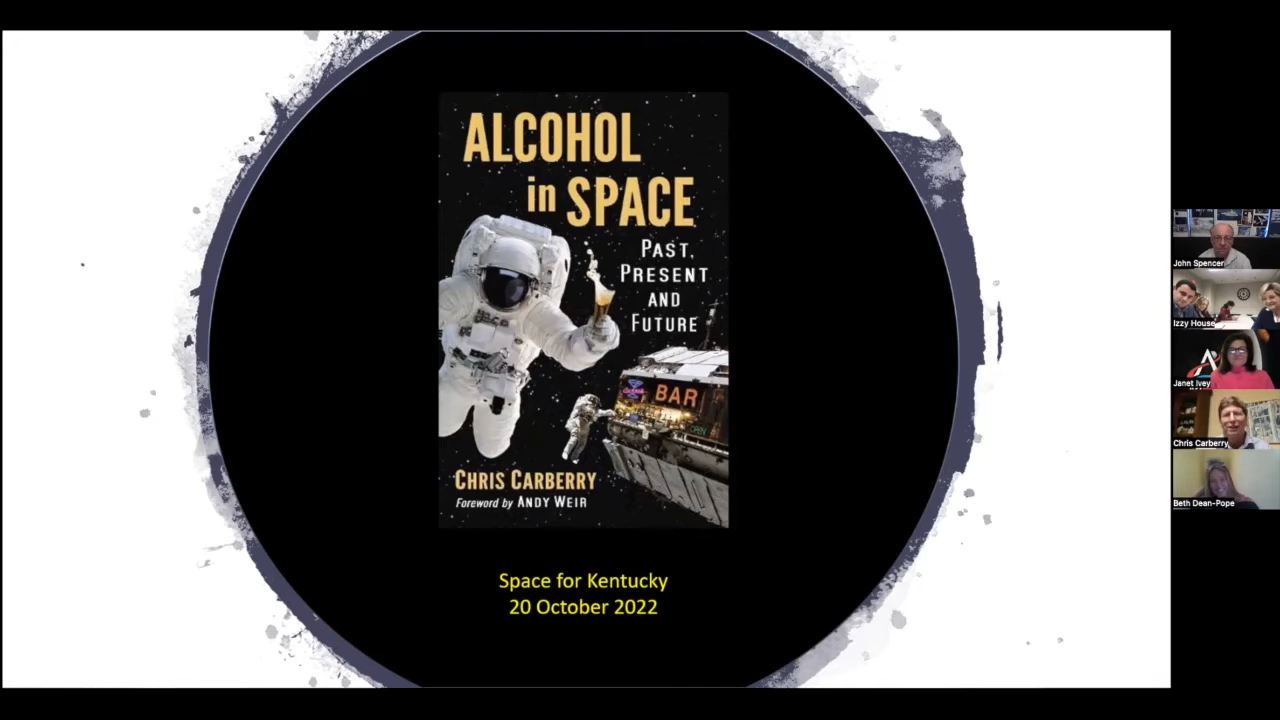 ALCOHOL
in SPACE
PAST,
PRESENT
AND
FUTURE
BAR
CHRIS CARBERRY
Foreword by ANDY WEIR
Space for Kentucky
20 October 2022
John Spencer
Izzy House
Janet Ivey
Chris Carberry
Beth Dean-Pope